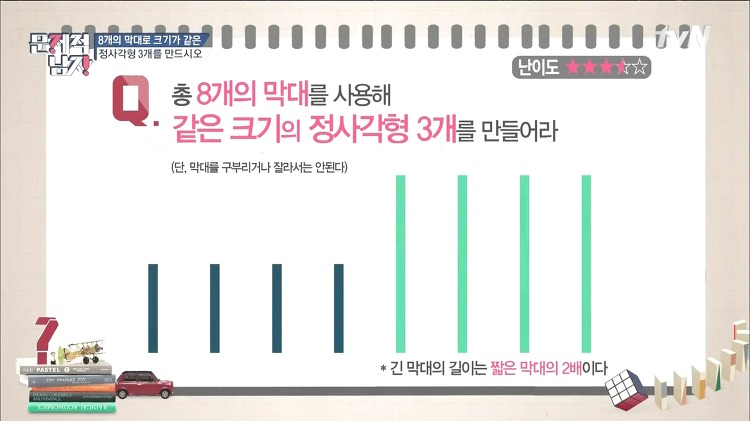 문제적 남자
8개의 막대로 크기가 같은
정사각형 3개를 만드시오
tvN
난이도 ★★★★☆
Q. 총 8개의 막대를 사용해
같은 크기의 정사각형 3개를 만들어라
(단, 막대를 구부리거나 잘라서는 안된다)
* 긴 막대의 길이는 짧은 막대의 2배이다
PASTEL
RADICAL ECONOMICS